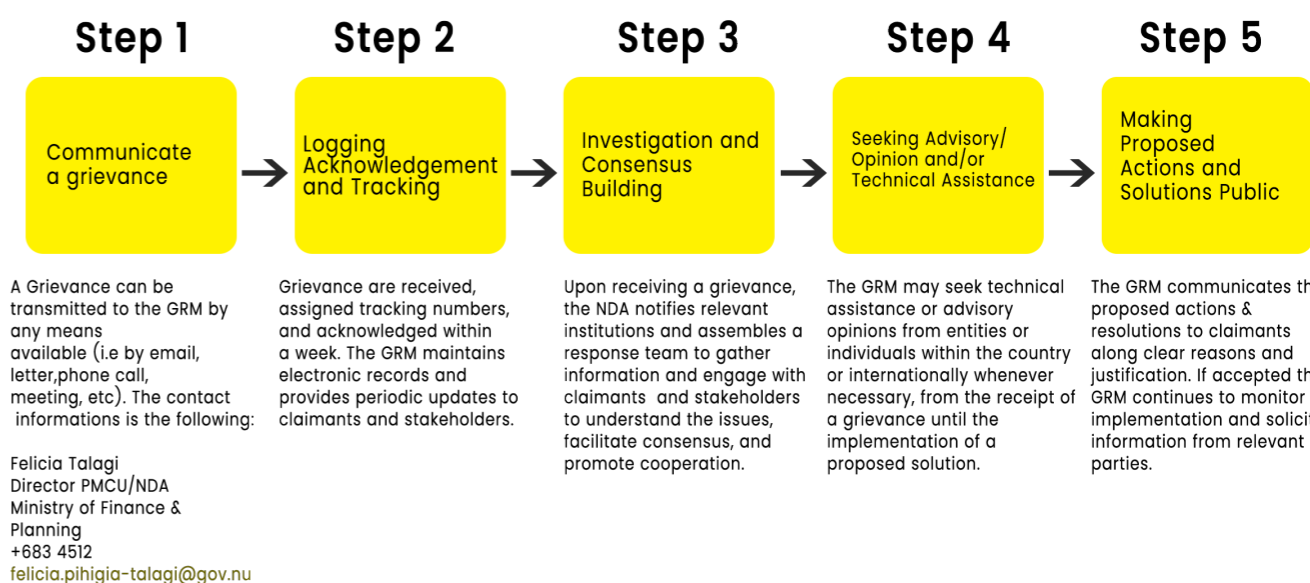 Step 1
Step 2
Step 3
Step 4
Step 5
Communicate
a grievance
Logging
Acknowledgement
and Tracking
Investigation and
Consensus
Building
Seeking Advisory/
Opinion and/or
Technical Assistance
Making
Proposed
Actions and
Solutions Public
A Grievance can be
transmitted to the GRM by
any means
available (i.e by email,
letter,phone call,
meeting, etc). The contact
informations is the following:
Felicia Talagi
Director PMCU/NDA
Ministry of Finance &
Planning
+683 4512
felicia.pihigia-talagi@gov.nu
Grievance are received,
assigned tracking numbers,
and acknowledged within
a week. The GRM maintains
electronic records and
provides periodic updates to
claimants and stakeholders.
Upon receiving a grievance,
the NDA notifies relevant
institutions and assembles a
response team to gather
information and engage with
claimants and stakeholders
to understand the issues,
facilitate consensus, and
promote cooperation.
The GRM may seek technical
assistance or advisory
opinions from entities or
individuals within the country
or internationally whenever
necessary, from the receipt of
a grievance until the
implementation of a
proposed solution.
The GRM communicates th
proposed actions &
resolutions to claimants
along clear reasons and
justification. If accepted th
GRM continues to monitor
implementation and solicit
information from relevant
parties.